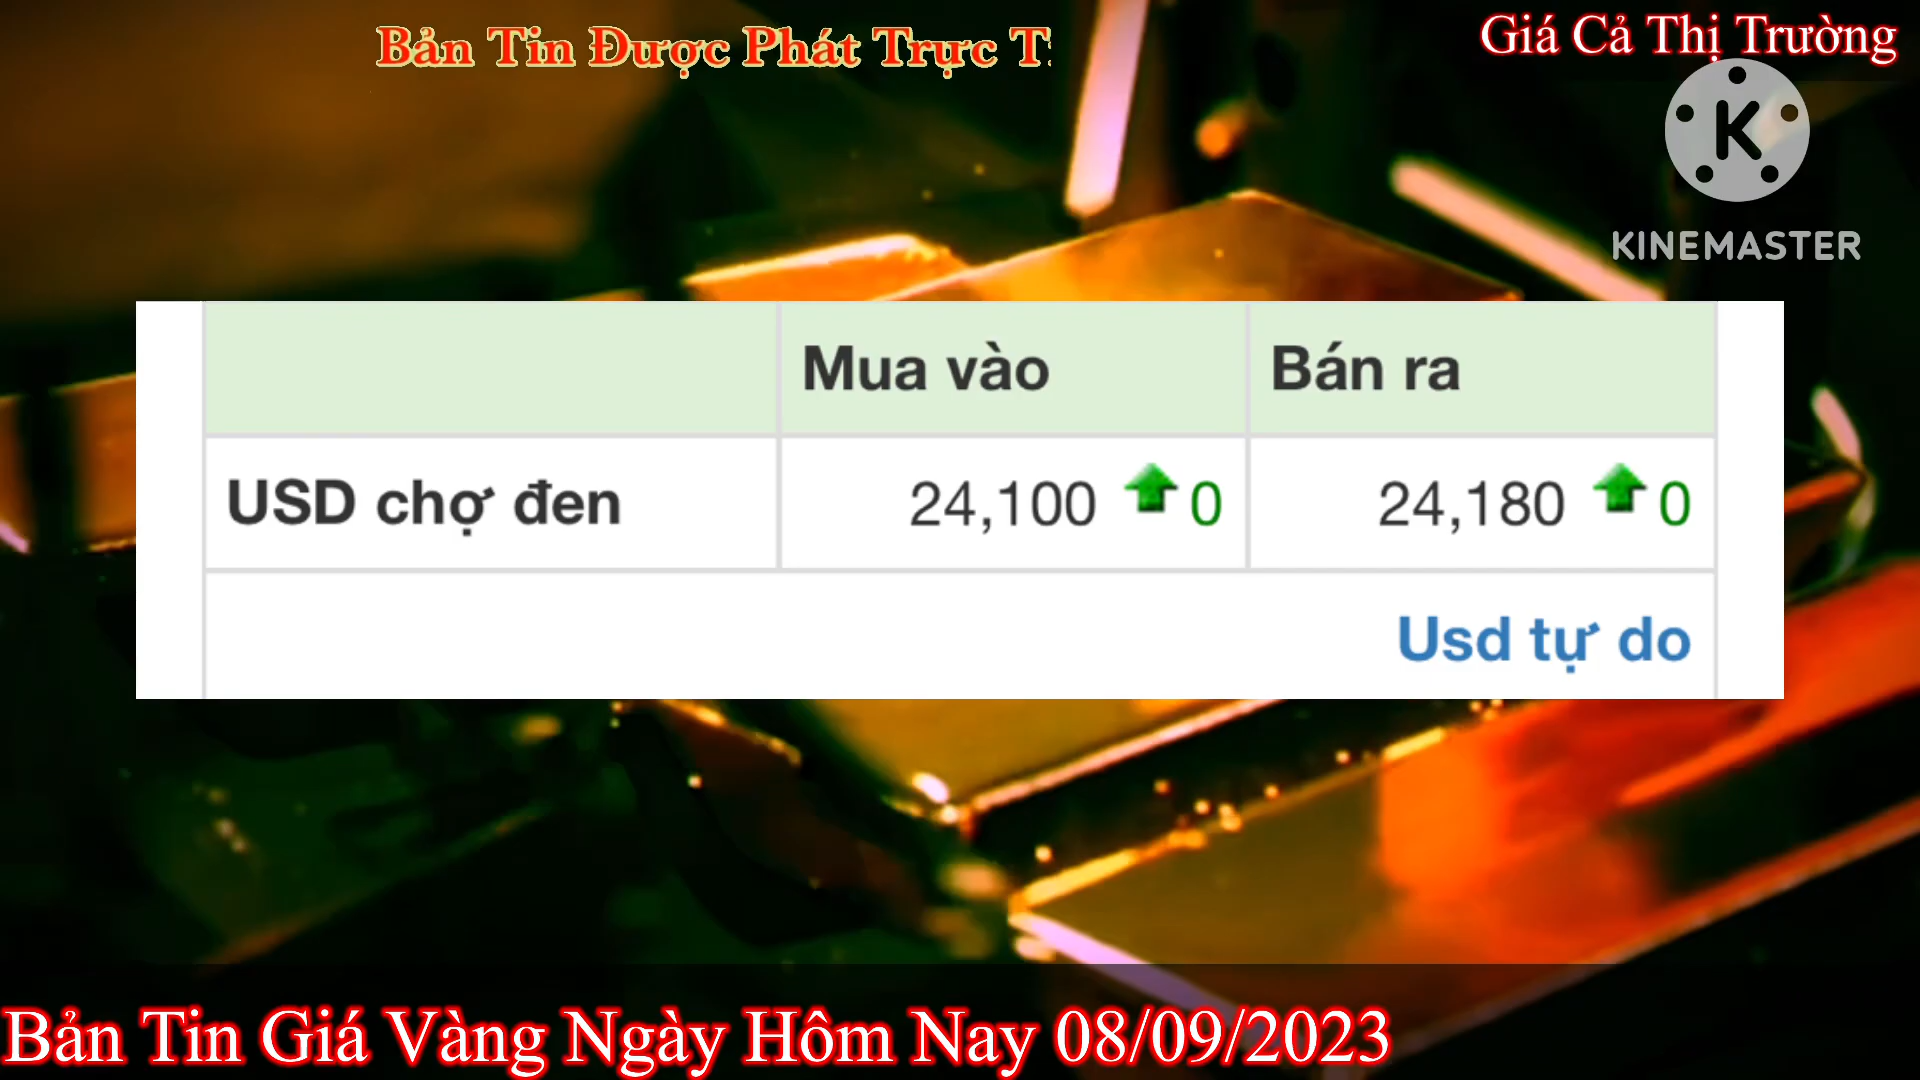 Bản Tin Được Phát Trực T
Giá Cả Thị Trường
K
KINEMASTER
Mua vào Bán ra
USD chợ đen 24,100 0 24,180 0
Usd tự do
Bản Tin Giá Vàng Ngày Hôm Nay 08/09/2023